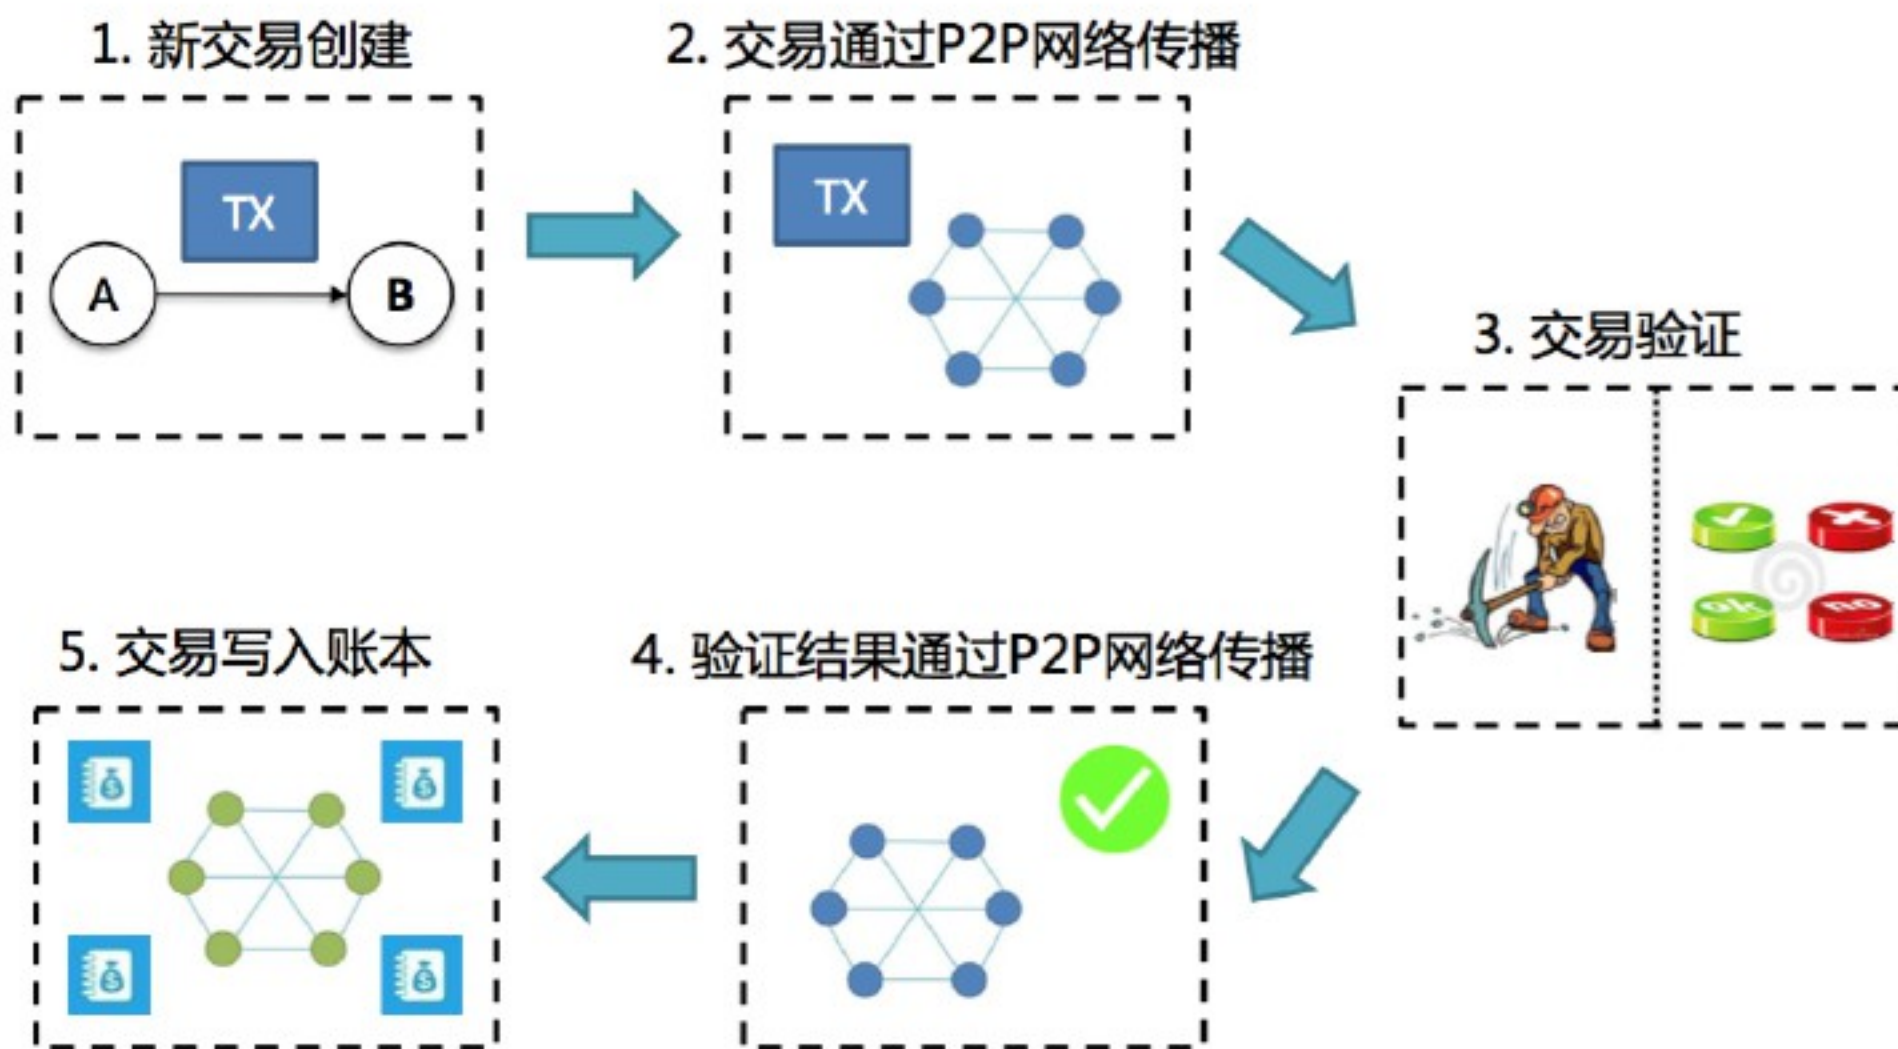 1. 新交易创建
2. 交易通过P2P网络传播
TX
A
B
TX
3. 交易验证
ok
no
5. 交易写入账本
4. 验证结果通过P2P网络传播
$
$
$
$